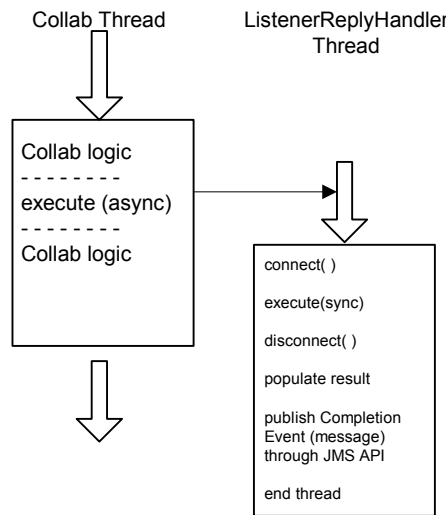 Collab Thread
ListenerReplyHandler
Thread
Collab logic
- - - - - - - -
execute (async)
- - - - - - - -
Collab logic
connect( )
execute(sync)
disconnect( )
populate result
publish Completion
Event (message)
through JMS API
end thread